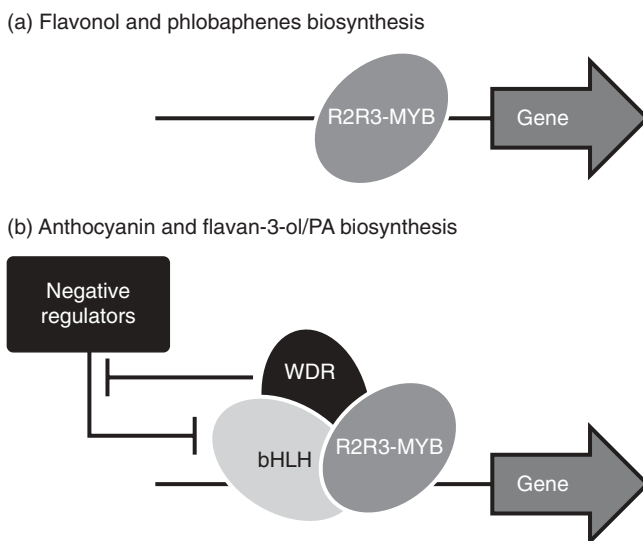 (a) Flavonol and phlobaphenes biosynthesis
R2R3-MYB
Gene
(b) Anthocyanin and flavan-3-ol/PA biosynthesis
Negative
regulators
WDR
bHLH
R2R3-MYB
Gene